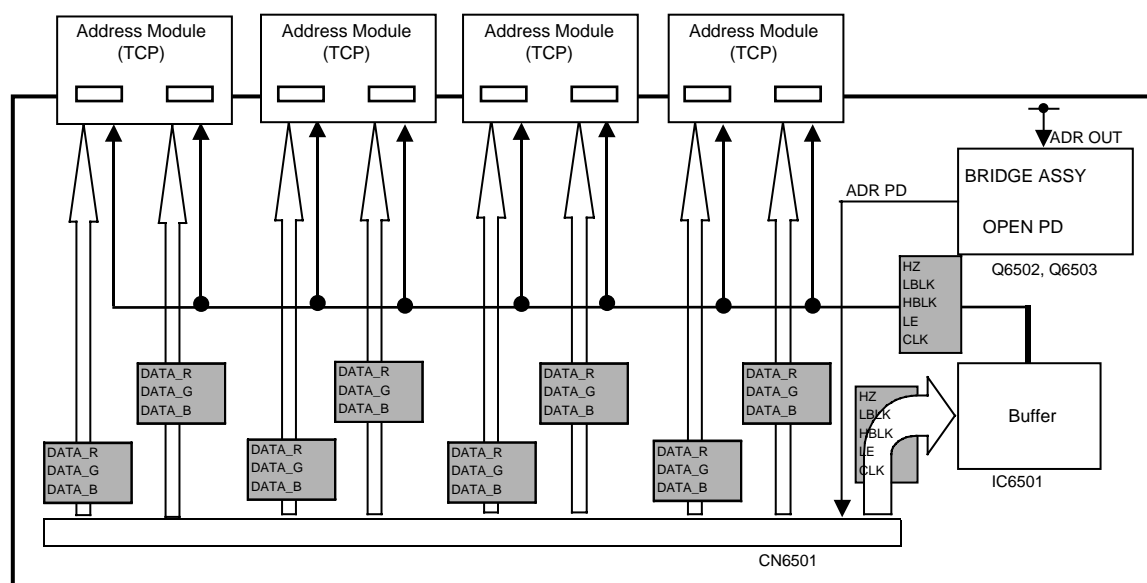 Address Module
(TCP)
Address Module
(TCP)
Address Module
(TCP)
Address Module
(TCP)
ADR OUT
BRIDGE ASSY
ADR PD
OPEN PD
Q6502, Q6503
HZ
LBLK
HBLK
LE
CLK
DATA_R
DATA_G
DATA_B
DATA_R
DATA_G
DATA_B
DATA_R
DATA_G
DATA_B
DATA_R
DATA_G
DATA_B
HZ
LBLK
HBLK
LE
CLK
Buffer
DATA_R
DATA_G
DATA_B
DATA_R
DATA_G
DATA_B
DATA_R
DATA_G
DATA_B
DATA_R
DATA_G
DATA_B
IC6501
CN6501